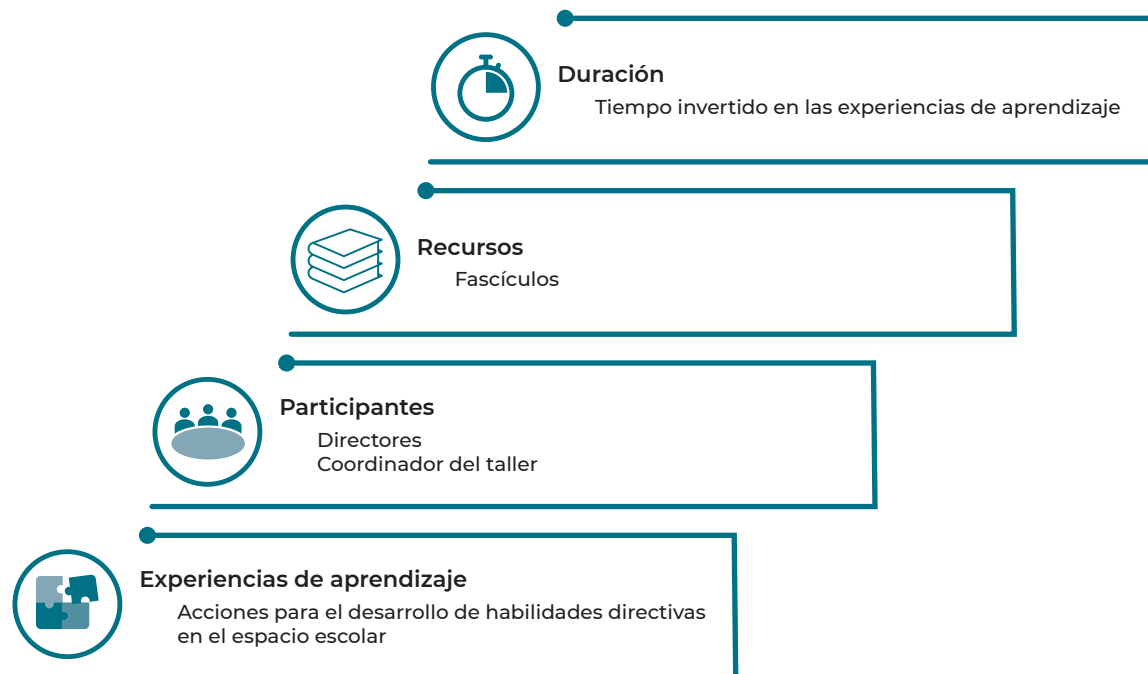 Duración
Tiempo invertido en las experiencias de aprendizaje
Recursos
Fascículos
Participantes
Directores
Coordinador del taller
Experiencias de aprendizaje
Acciones para el desarrollo de habilidades directivas
en el espacio escolar